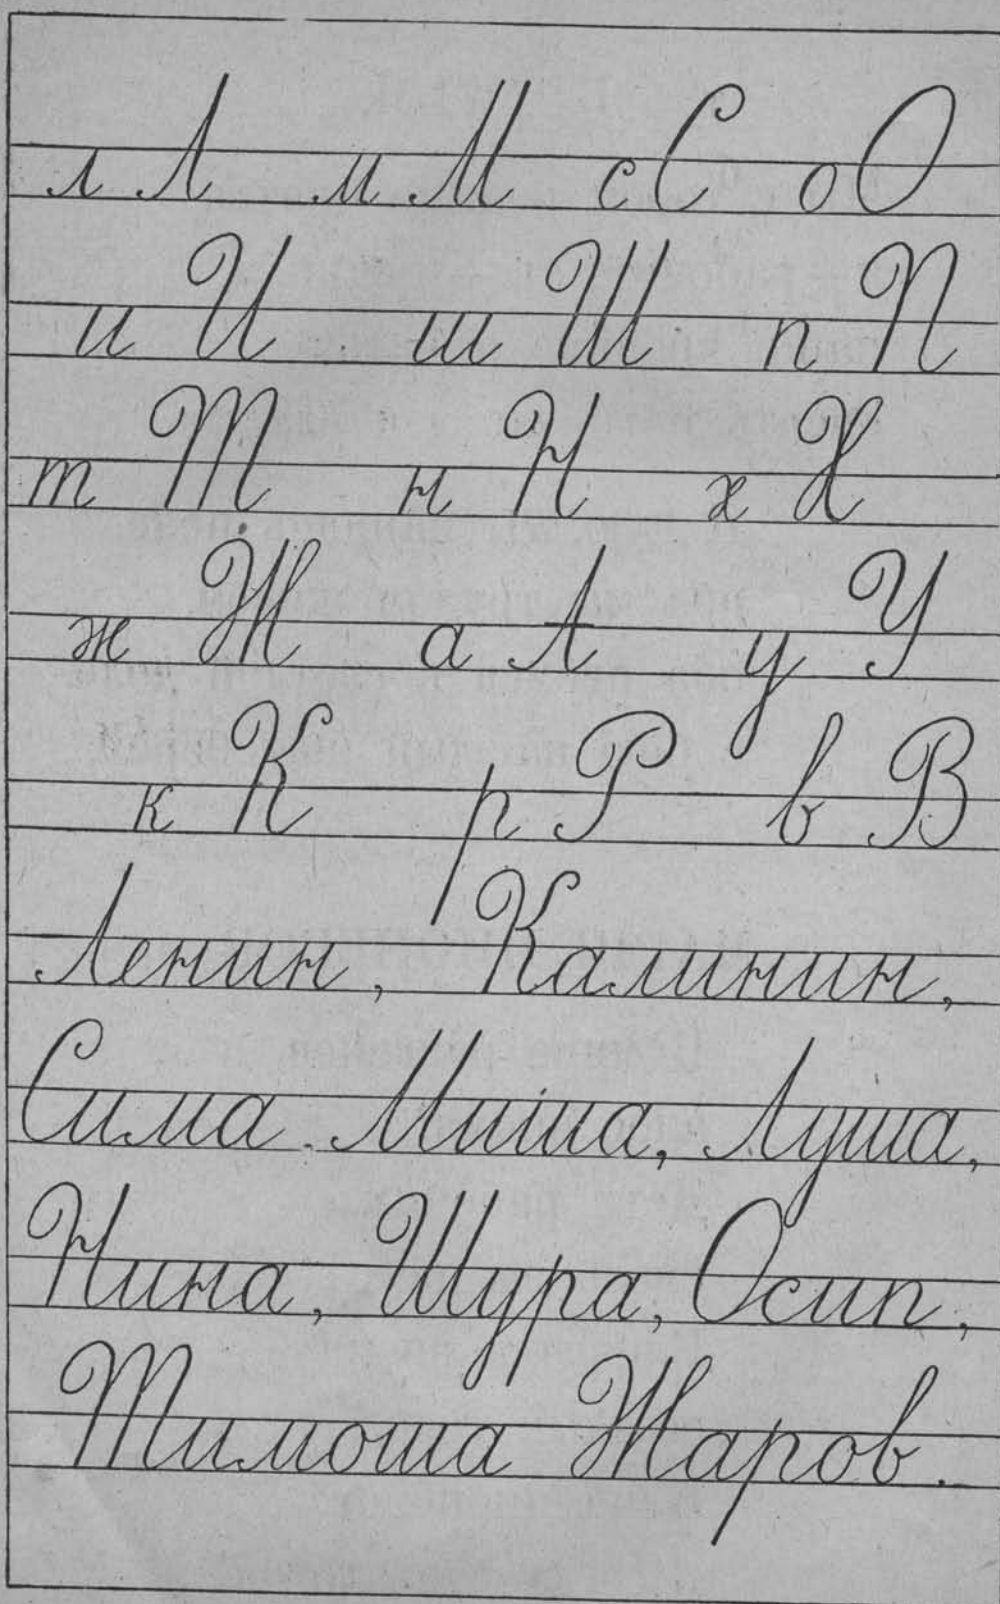 л Л м М с С о О
и И ш Ш п П
т Т н Н х Х
ж Ж а А у У
к К р Р в В
Ленин, Калинин,
Сима. Миша, Луша,
Нина, Шура, Осип,
Тимоша Жаров.